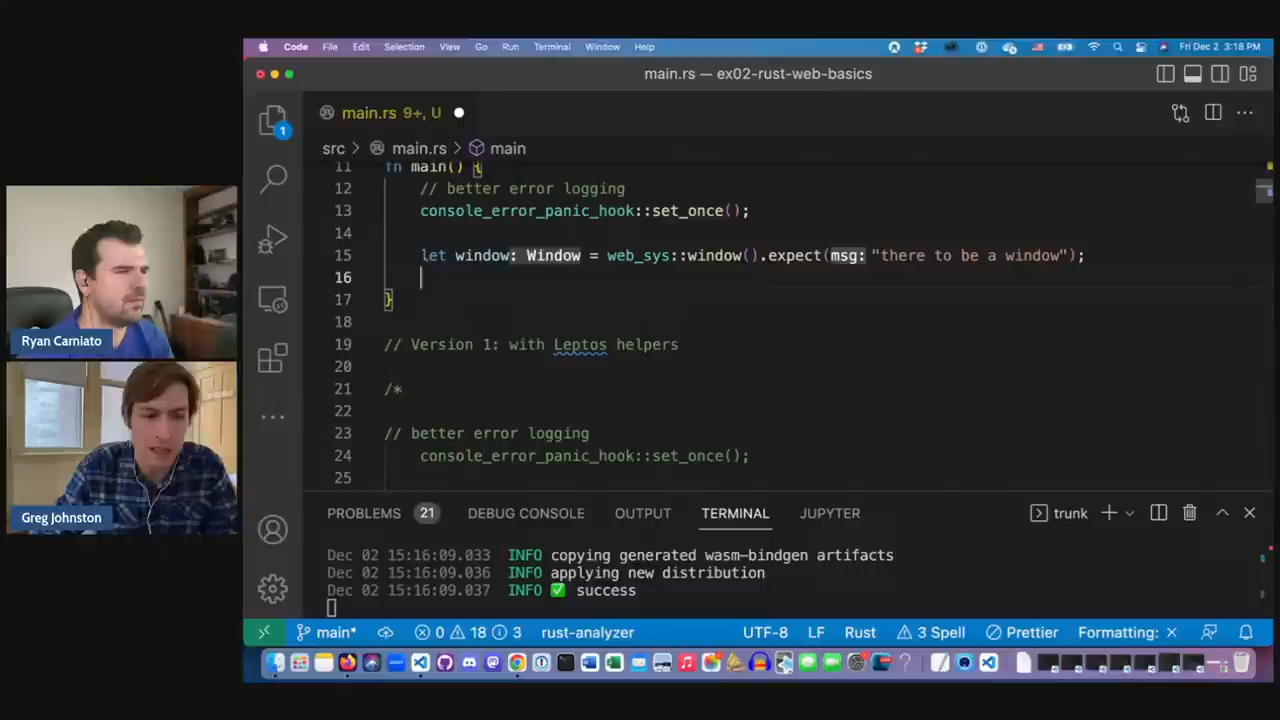 Code File Edit Selection View Go Run Terminal Window Help Fri Dec 2 3:18 PM
main.rs — ex02-rust-web-basics
main.rs 9+, U
1
src > main.rs > main
11 fn main() {
12 // better error logging
13 console_error_panic_hook::set_once();
14
15 let window: Window = web_sys::window().expect(msg: "there to be a window");
16
17 }
18
19 // Version 1: with Leptos helpers
20
21 /*
22
23 // better error logging
24 console_error_panic_hook::set_once();
25
Ryan Carniato
Greg Johnston
PROBLEMS 21 DEBUG CONSOLE OUTPUT TERMINAL JUPYTER trunk
Dec 02 15:16:09.033 INFO copying generated wasm-bindgen artifacts
Dec 02 15:16:09.036 INFO applying new distribution
Dec 02 15:16:09.037 INFO ✅ success
main* 0 18 3 rust-analyzer UTF-8 LF Rust 3 Spell Prettier Formatting: ×